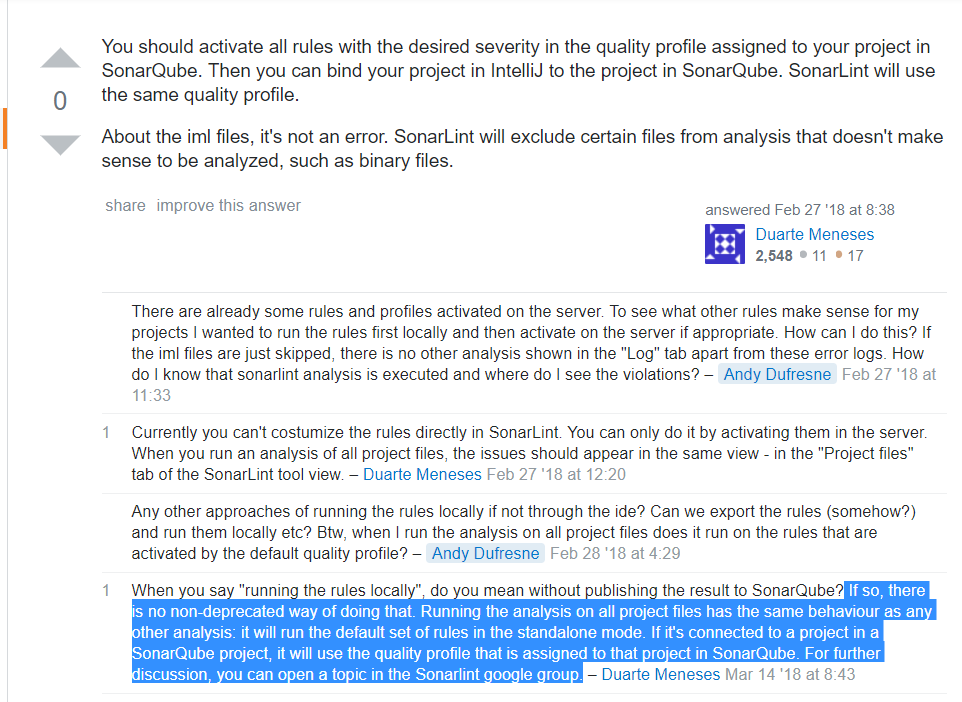 You should activate all rules with the desired severity in the quality profile assigned to your project in
SonarQube. Then you can bind your project in IntelliJ to the project in SonarQube. SonarLint will use
the same quality profile.
0
About the iml files, it's not an error. SonarLint will exclude certain files from analysis that doesn't make
sense to be analyzed, such as binary files.
share improve this answer
answered Feb 27 '18 at 8:38
Duarte Meneses
2,548 11 17
There are already some rules and profiles activated on the server. To see what other rules make sense for my
projects I wanted to run the rules first locally and then activate on the server if appropriate. How can I do this? If
the iml files are just skipped, there is no other analysis shown in the "Log" tab apart from these error logs. How
do I know that sonarlint analysis is executed and where do I see the violations? – Andy Dufresne Feb 27 '18 at
11:33
1 Currently you can't costumize the rules directly in SonarLint. You can only do it by activating them in the server.
When you run an analysis of all project files, the issues should appear in the same view - in the "Project files"
tab of the SonarLint tool view. – Duarte Meneses Feb 27 '18 at 12:20
Any other approaches of running the rules locally if not through the ide? Can we export the rules (somehow?)
and run them locally etc? Btw, when I run the analysis on all project files does it run on the rules that are
activated by the default quality profile? – Andy Dufresne Feb 28 '18 at 4:29
1 When you say "running the rules locally", do you mean without publishing the result to SonarQube? If so, there
is no non-deprecated way of doing that. Running the analysis on all project files has the same behaviour as any
other analysis: it will run the default set of rules in the standalone mode. If it's connected to a project in a
SonarQube project, it will use the quality profile that is assigned to that project in SonarQube. For further
discussion, you can open a topic in the Sonarlint google group. – Duarte Meneses Mar 14 '18 at 8:43